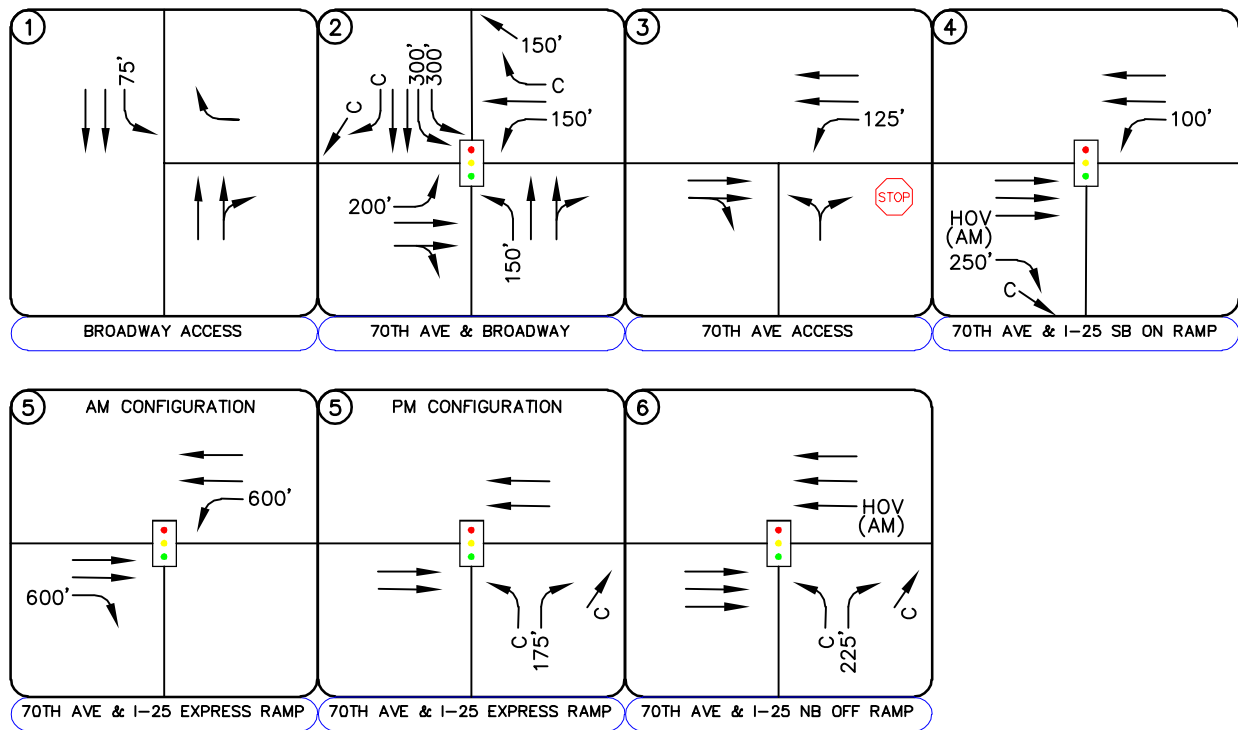 1
75'
BROADWAY ACCESS
2
150'
C
C
300'
300'
C
150'
200'
150'
70TH AVE & BROADWAY
3
125'
STOP
70TH AVE ACCESS
4
100'
HOV
(AM)
250'
C
70TH AVE & I-25 SB ON RAMP
5
AM CONFIGURATION
600'
600'
70TH AVE & I-25 EXPRESS RAMP
5
PM CONFIGURATION
C
175'
C
70TH AVE & I-25 EXPRESS RAMP
6
HOV
(AM)
C
225'
C
70TH AVE & I-25 NB OFF RAMP